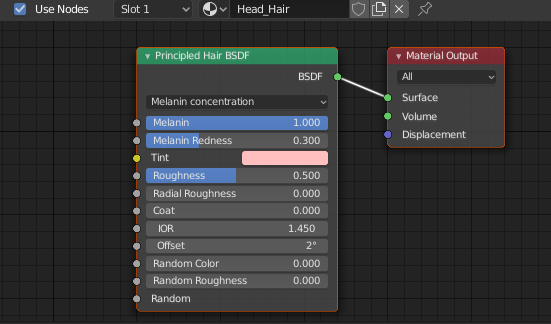 Use Nodes Slot 1 Head_Hair
Principled Hair BSDF
BSDF
Melanin concentration
Melanin 1.000
Melanin Redness 0.300
Tint
Roughness 0.500
Radial Roughness 0.000
Coat 0.000
IOR 1.450
Offset 2°
Random Color 0.000
Random Roughness 0.000
Random
Material Output
All
Surface
Volume
Displacement